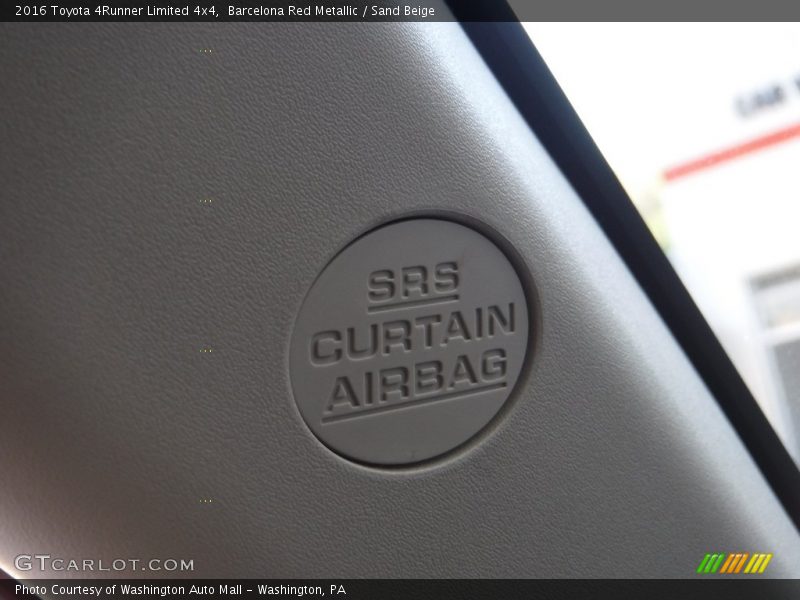 2016 Toyota 4Runner Limited 4x4,  Barcelona Red Metallic / Sand Beige
SRS
CURTAIN
AIRBAG
GTCARLOT.COM
Photo Courtesy of Washington Auto Mall - Washington, PA